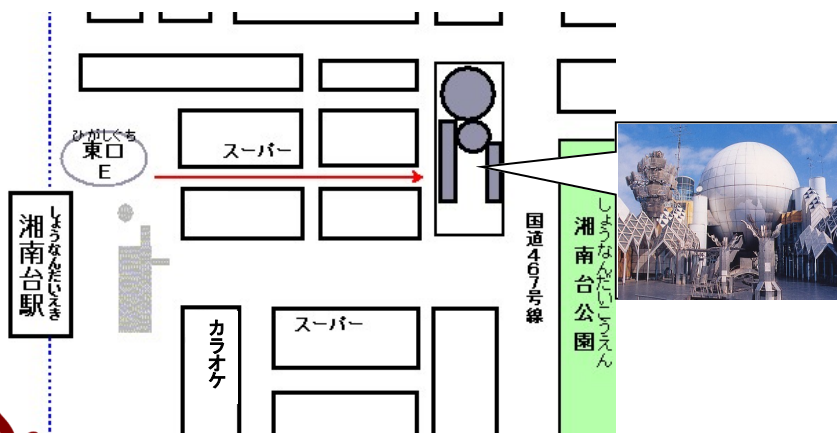 ひがしぐち
東口
E
スーパー
湘南台駅
しょうなんだいえき
スーパー
カラオケ
国道467号線
湘南台公園
しょうなんだいこうえん